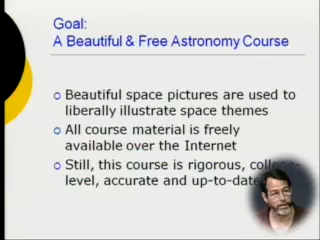 Goal:
A Beautiful & Free Astronomy Course
Beautiful space pictures are used to
liberally illustrate space themes
All course material is freely
available over the Internet
Still, this course is rigorous, college-
level, accurate and up-to-date